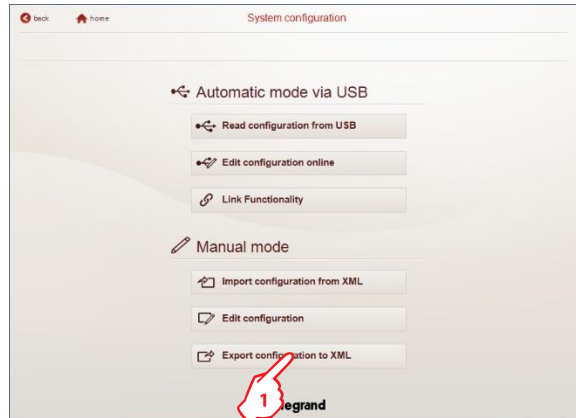 back home System configuration
Automatic mode via USB
Read configuration from USB
Edit configuration online
Link Functionality
Manual mode
Import configuration from XML
Edit configuration
Export configuration to XML
1 legrand